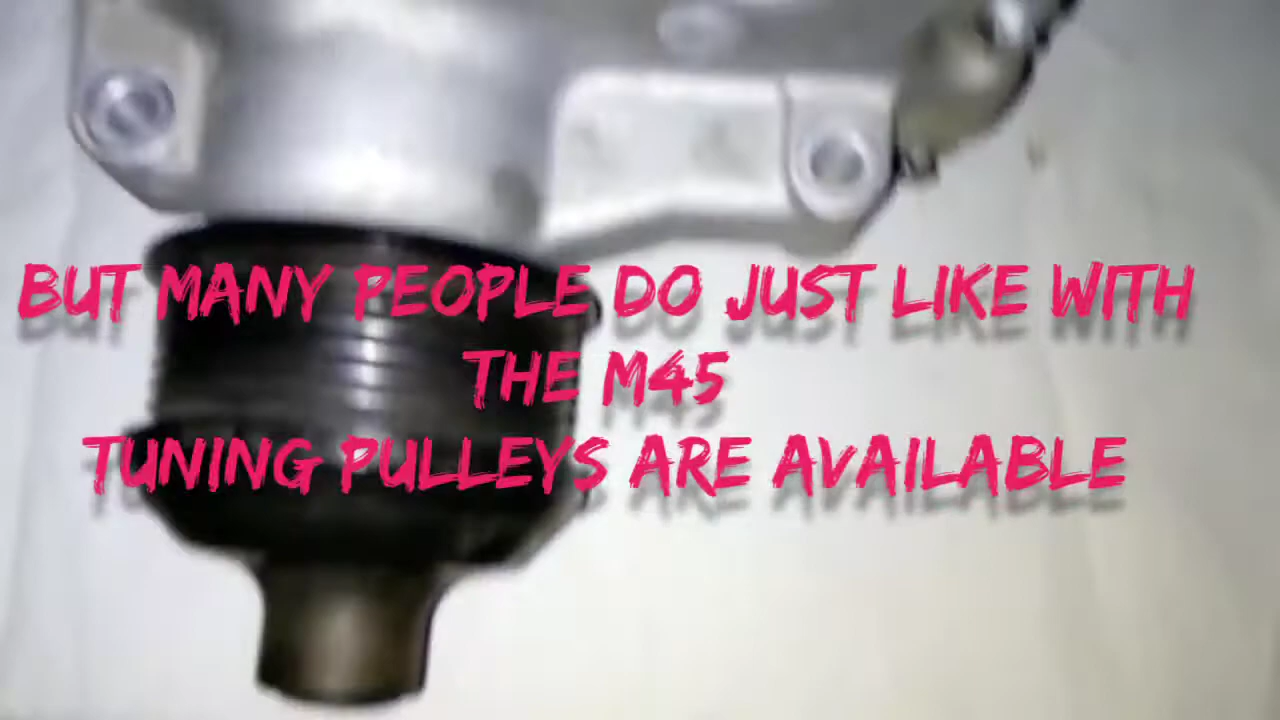 BUT MANY PEOPLE DO JUST LIKE WITH
THE M45
TUNING PULLEYS ARE AVAILABLE